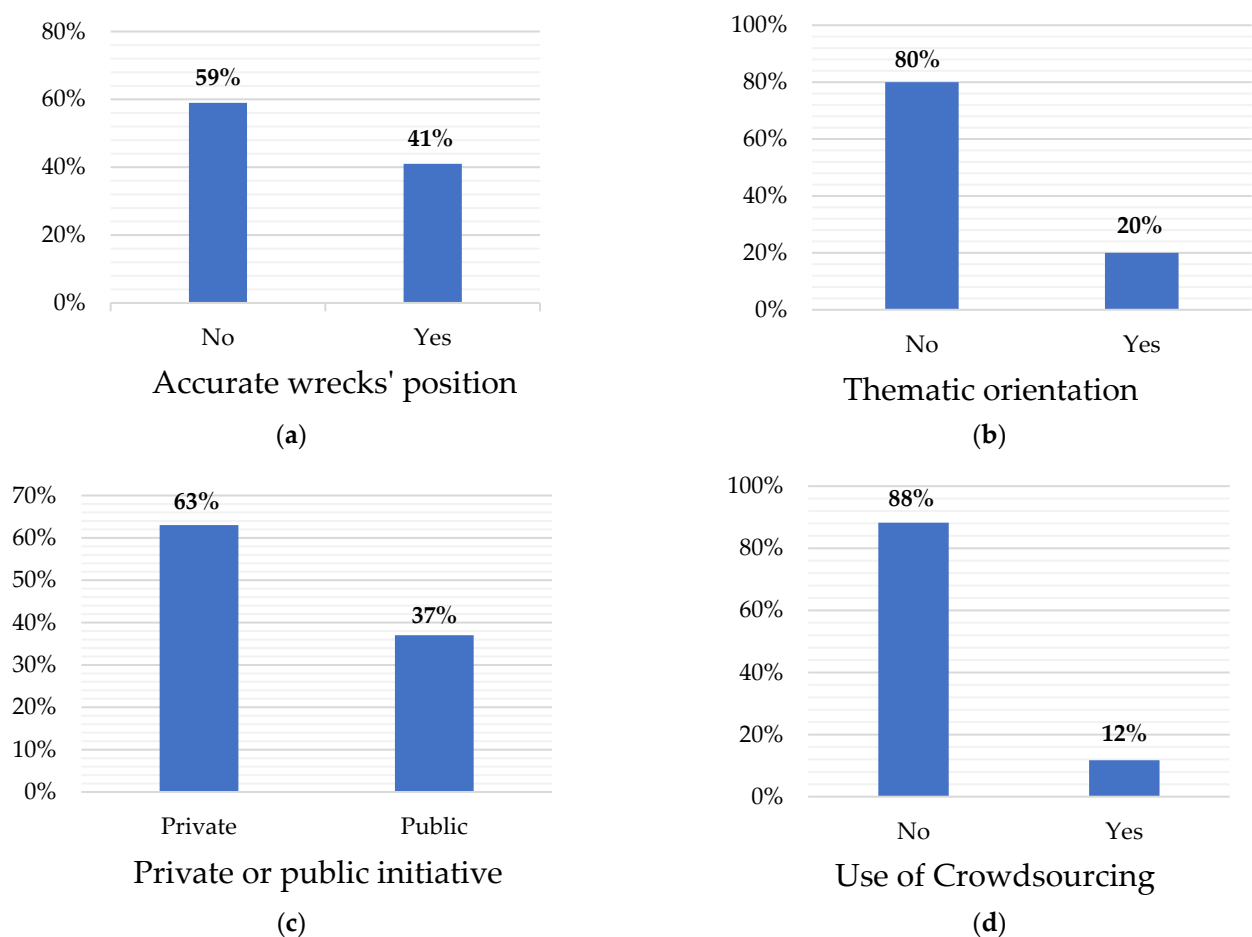 80%
60%
40%
20%
0%
59%
41%
No Yes
Accurate wrecks' position
(a)
100%
80%
60%
40%
20%
0%
80%
20%
No Yes
Thematic orientation
(b)
70%
60%
50%
40%
30%
20%
10%
0%
63%
37%
Private Public
Private or public initiative
(c)
100%
80%
60%
40%
20%
0%
88%
12%
No Yes
Use of Crowdsourcing
(d)